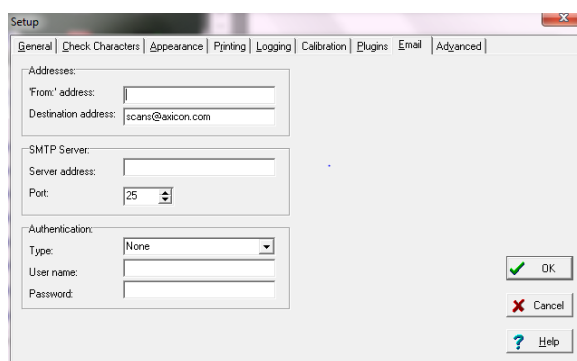 Setup
General Check Characters Appearance Printing Logging Calibration Plugins Email Advanced
Addresses:
'From:' address:
Destination address: scans@axicon.com
SMTP Server:
Server address:
Port: 25
Authentication:
Type: None
User name:
Password:
OK
Cancel
Help